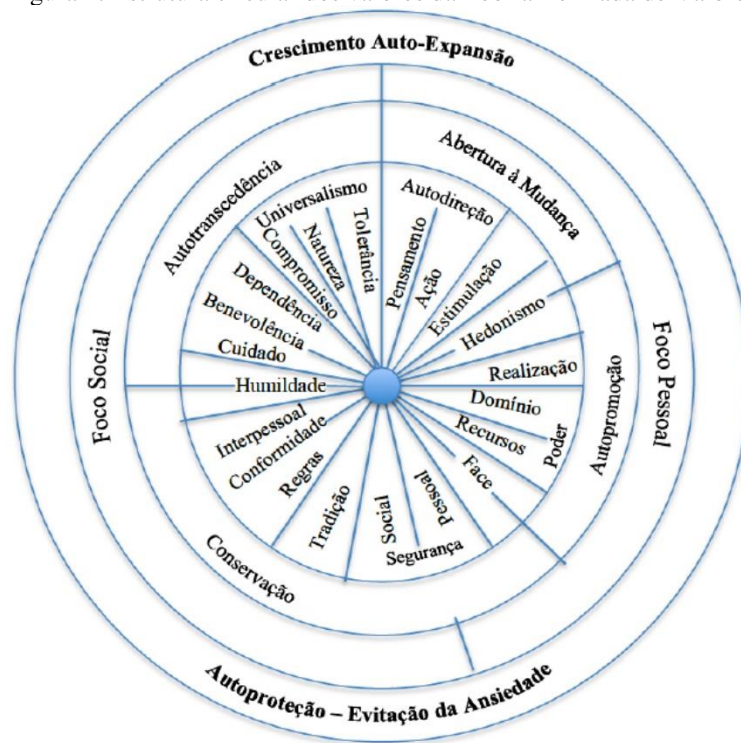 Crescimento Auto-Expansão
Abertura à Mudança
Autotranscedência
Universalismo
Natureza
Tolerância
Compromisso
Dependência
Benevolência
Cuidado
Humildade
Interpessoal
Conformidade
Regras
Tradição
Social
Pessoal
Segurança
Face
Recursos
Domínio
Poder
Realização
Hedonismo
Estimulação
Autodireção
Pensamento
Ação
Autopromoção
Foco Pessoal
Foco Social
Conservação
Autoproteção – Evitação da Ansiedade